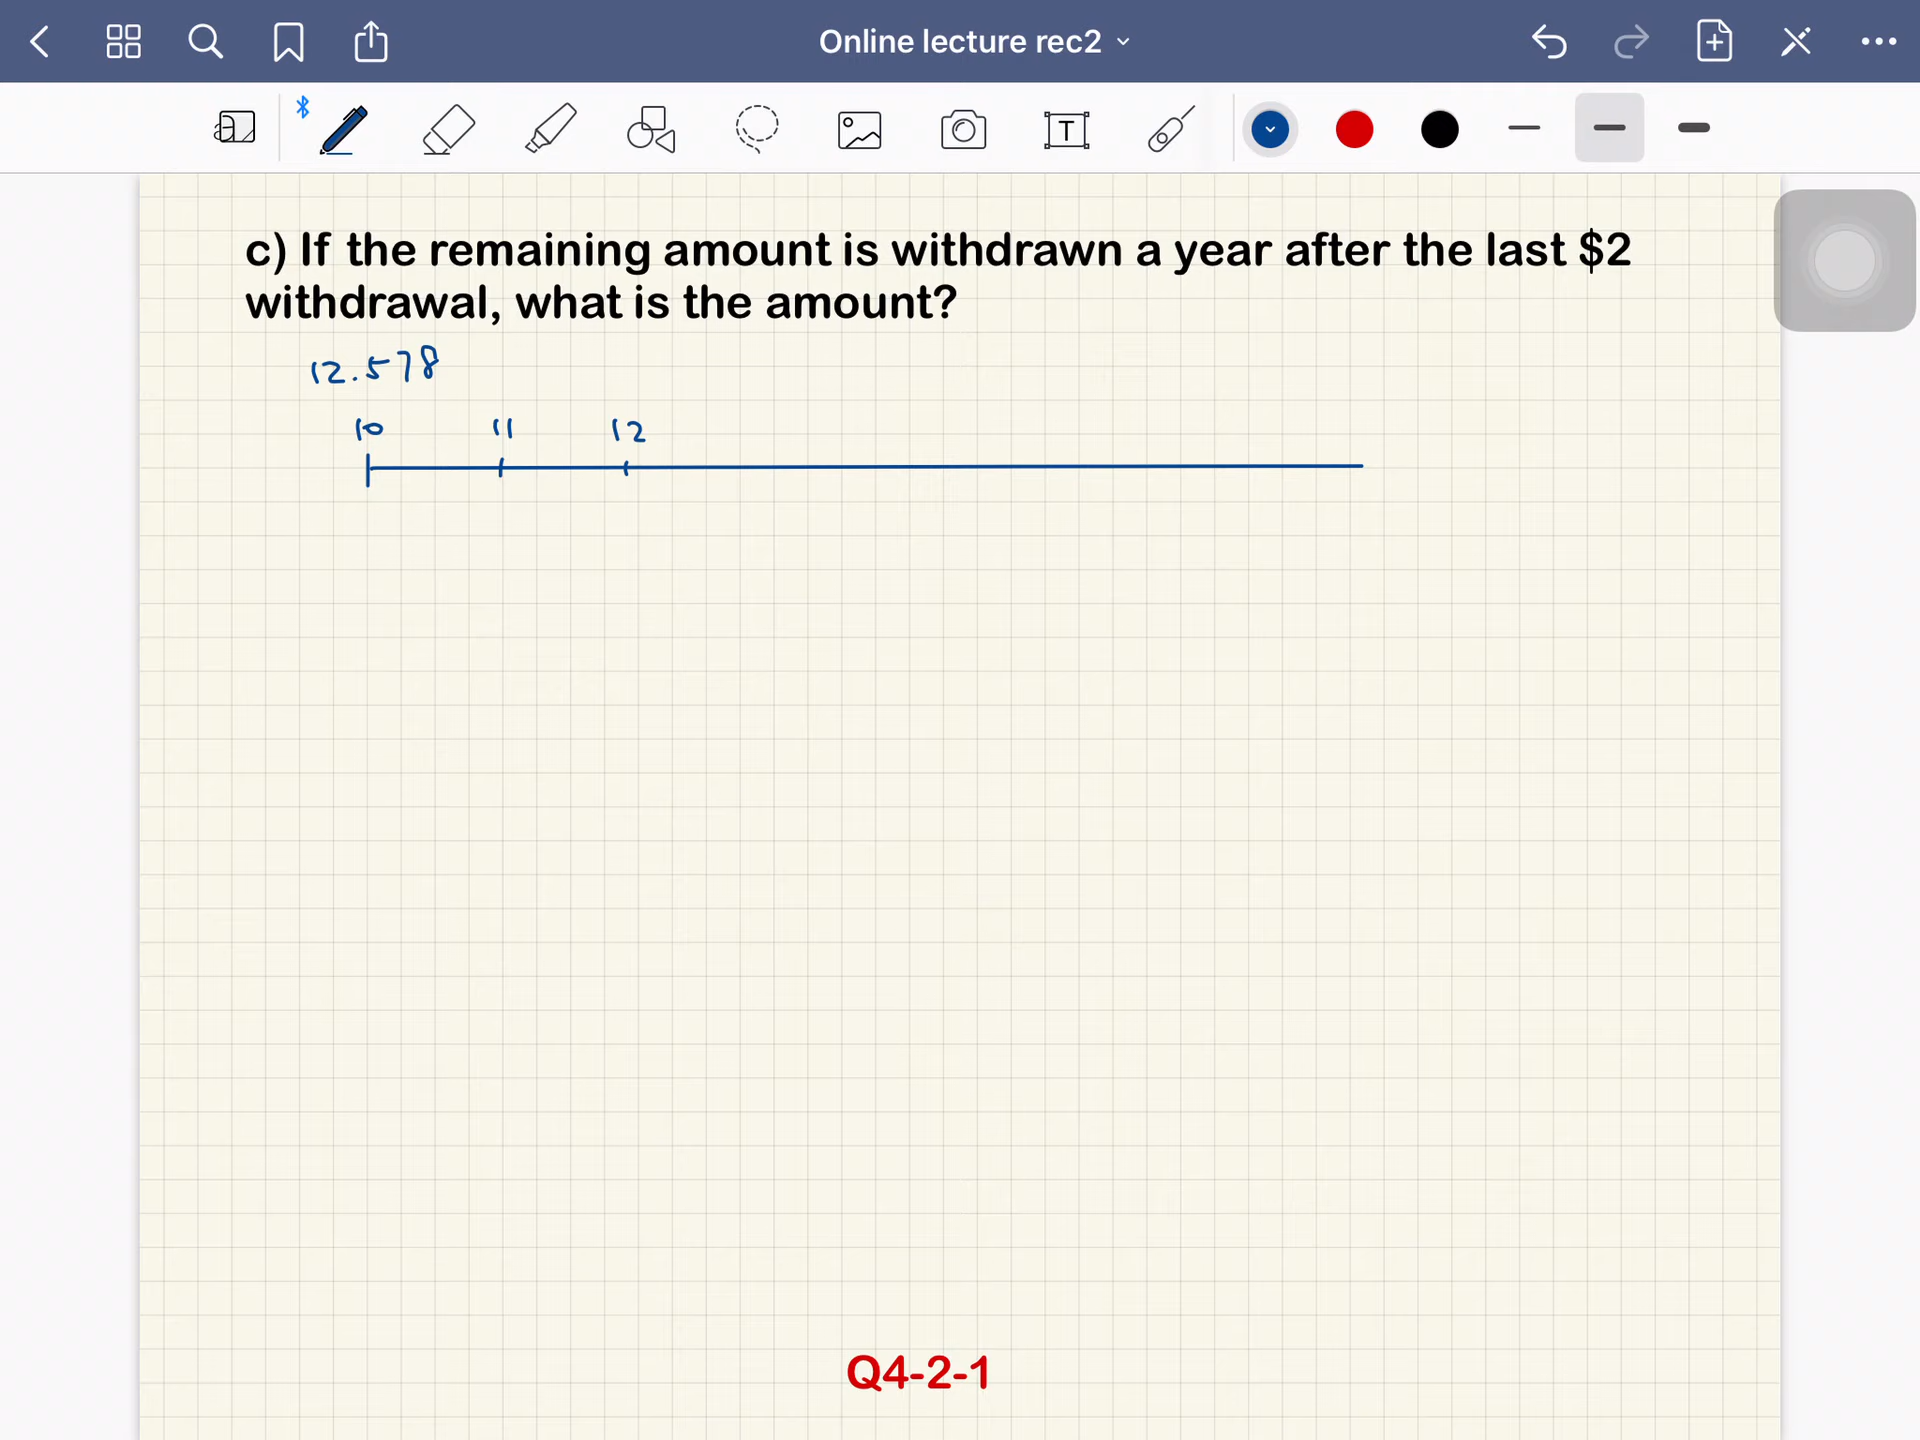 Online lecture rec2
T
c) If the remaining amount is withdrawn a year after the last $2
withdrawal, what is the amount?
12.578
10 11 12
Q4-2-1